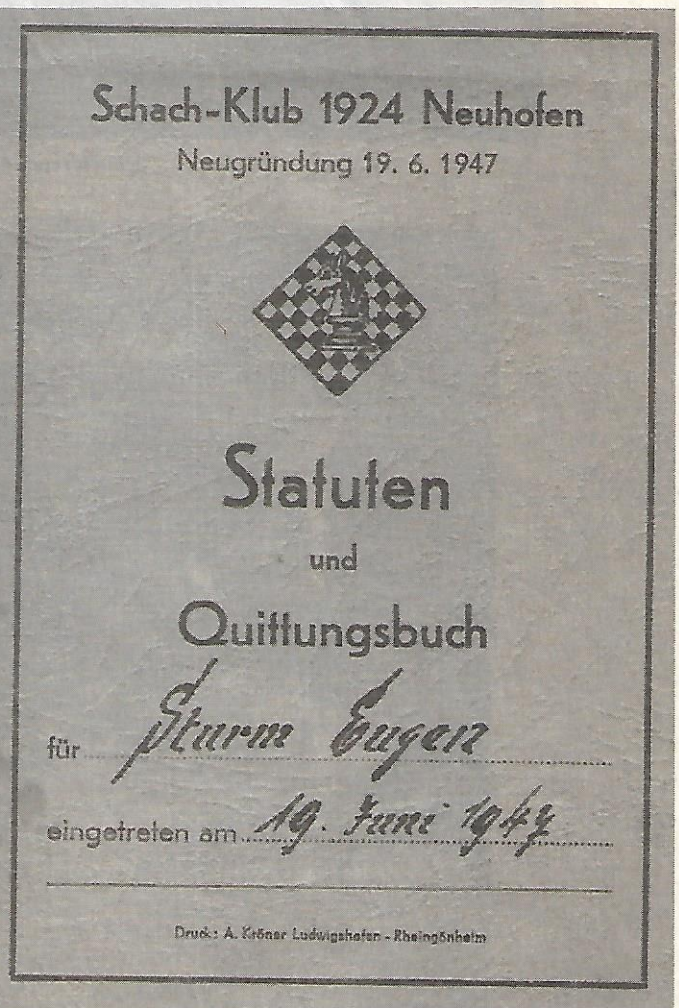 Schach-Klub 1924 Neuhofen
Neugründung 19. 6. 1947
Statuten
und
Quittungsbuch
für Sturm Eugen
eingetreten am 19. Juni 1947
Druck: A. Kröner Ludwigshafen - Rheingönheim